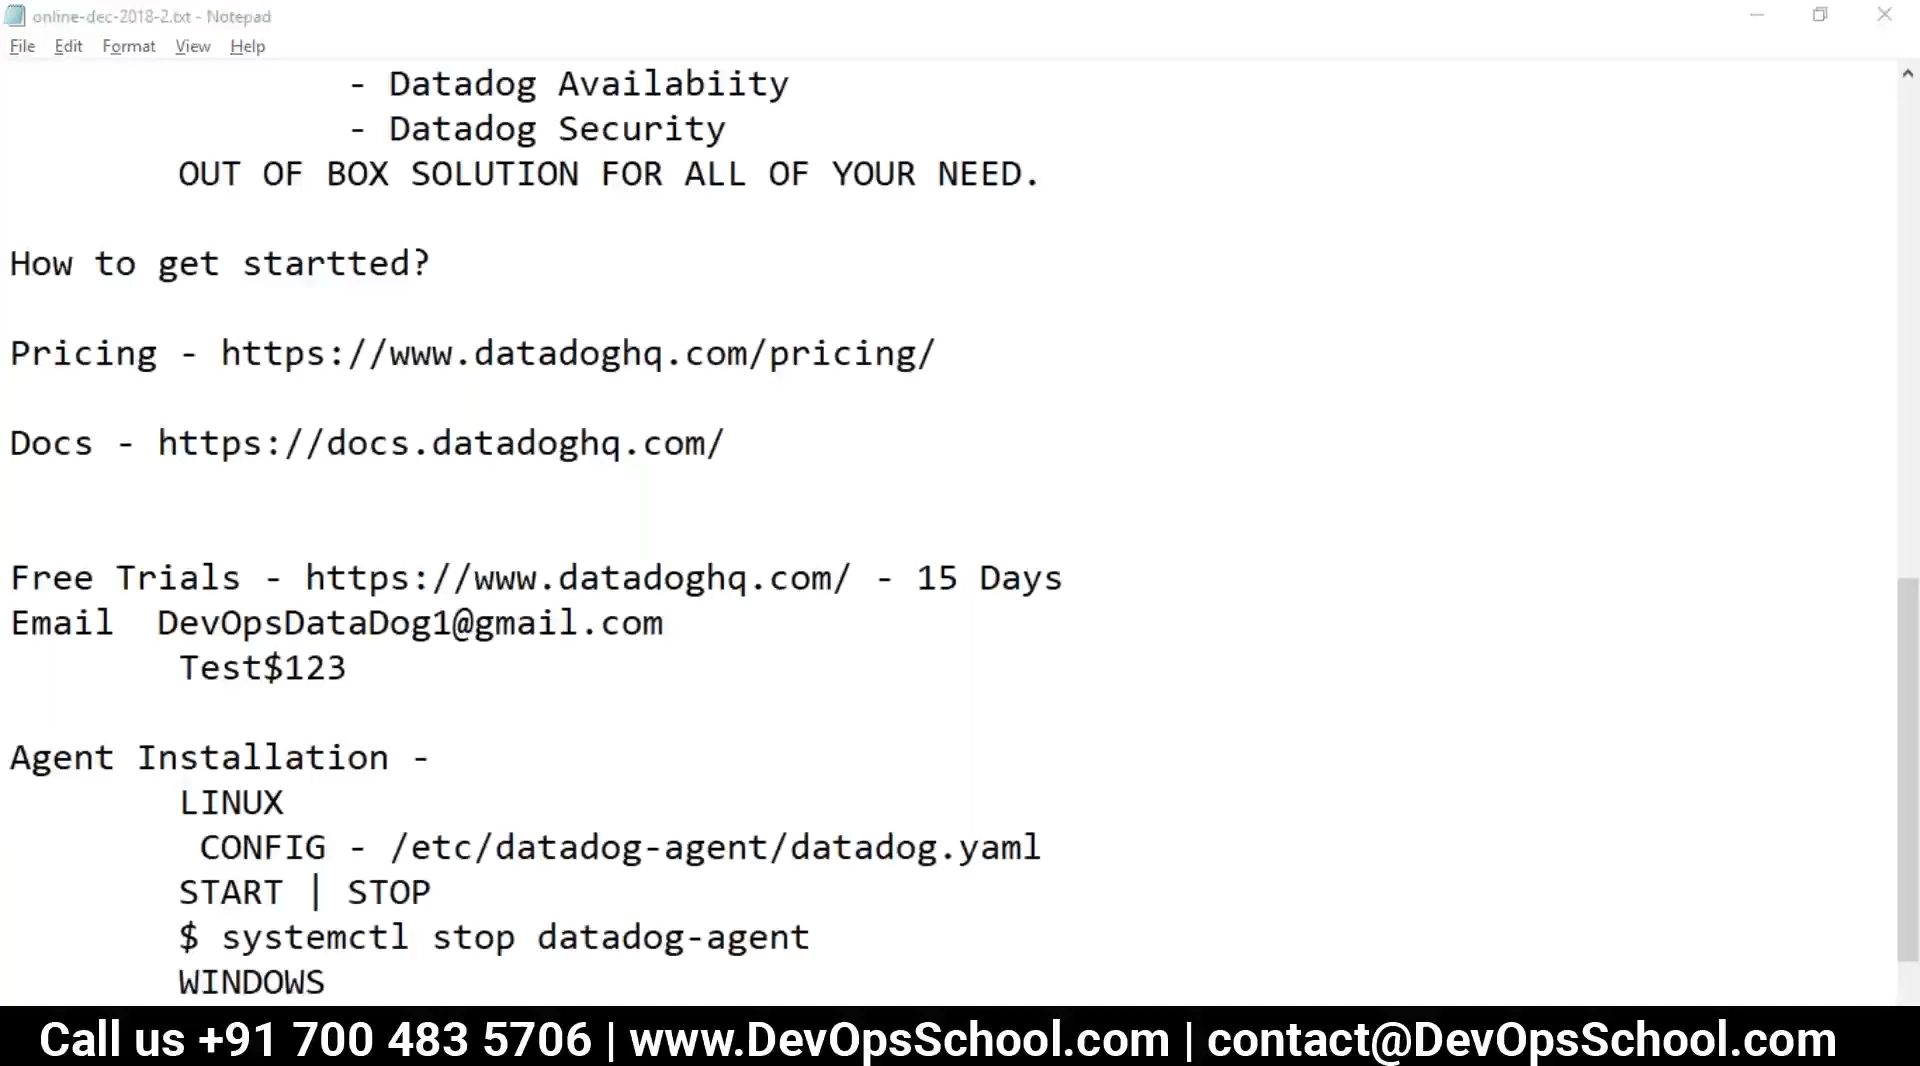 online-dec-2018-2.txt - Notepad
File Edit Format View Help
- Datadog Availabiity
- Datadog Security
OUT OF BOX SOLUTION FOR ALL OF YOUR NEED.
How to get startted?
Pricing - https://www.datadoghq.com/pricing/
Docs - https://docs.datadoghq.com/
Free Trials - https://www.datadoghq.com/ - 15 Days
Email DevOpsDataDog1@gmail.com
Test$123
Agent Installation -
LINUX
CONFIG - /etc/datadog-agent/datadog.yaml
START | STOP
$ systemctl stop datadog-agent
WINDOWS
Call us +91 700 483 5706 | www.DevOpsSchool.com | contact@DevOpsSchool.com